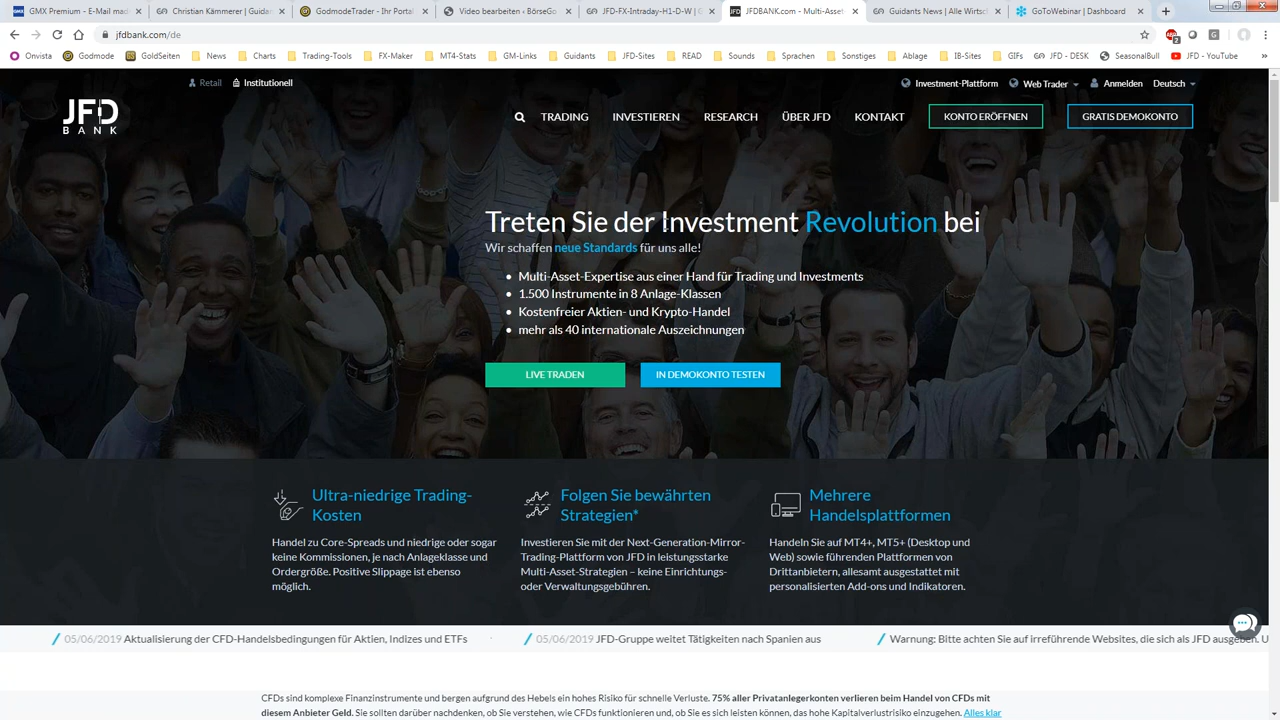 GMX Premium - E-Mail mad
Christian Kämmerer | Guidan
GodmodeTrader - Ihr Portal
Video bearbeiten ‹ BörseGo
JFD-FX-Intraday-H1-D-W | G
JFDBANK.com - Multi-Asset
Guidants News | Alle Wirtsch
GoToWebinar | Dashboard
jfdbank.com/de
Onvista
Godmode
GoldSeiten
News
Charts
Trading-Tools
FX-Maker
MT4-Stats
GM-Links
Guidants
JFD-Sites
READ
Sounds
Sprachen
Sonstiges
Ablage
IB-Sites
GIFs
JFD - DESK
SeasonalBull
JFD - YouTube
Retail
Institutionell
Investment-Plattform
Web Trader
Anmelden
Deutsch
JFD
BANK
TRADING
INVESTIEREN
RESEARCH
ÜBER JFD
KONTAKT
KONTO ERÖFFNEN
GRATIS DEMOKONTO
Treten Sie der Investment Revolution bei
Wir schaffen neue Standards für uns alle!
• Multi-Asset-Expertise aus einer Hand für Trading und Investments
• 1.500 Instrumente in 8 Anlage-Klassen
• Kostenfreier Aktien- und Krypto-Handel
• mehr als 40 internationale Auszeichnungen
LIVE TRADEN
IN DEMOKONTO TESTEN
Ultra-niedrige Trading-
Kosten
Handel zu Core-Spreads und niedrige oder sogar
keine Kommissionen, je nach Anlageklasse und
Ordergröße. Positive Slippage ist ebenso
möglich.
Folgen Sie bewährten
Strategien*
Investieren Sie mit der Next-Generation-Mirror-
Trading-Plattform von JFD in leistungsstarke
Multi-Asset-Strategien – keine Einrichtungs-
oder Verwaltungsgebühren.
Mehrere
Handelsplattformen
Handeln Sie auf MT4+, MT5+ (Desktop und
Web) sowie führenden Plattformen von
Drittanbietern, allesamt ausgestattet mit
personalisierten Add-ons und Indikatoren.
05/06/2019 Aktualisierung der CFD-Handelsbedingungen für Aktien, Indizes und ETFs
05/06/2019 JFD-Gruppe weitet Tätigkeiten nach Spanien aus
Warnung: Bitte achten Sie auf irreführende Websites, die sich als JFD ausgeben. U
CFDs sind komplexe Finanzinstrumente und bergen aufgrund des Hebels ein hohes Risiko für schnelle Verluste. 75% aller Privatanlegerkonten verlieren beim Handel von CFDs mit
diesem Anbieter Geld. Sie sollten darüber nachdenken, ob Sie verstehen, wie CFDs funktionieren und, ob Sie es sich leisten können, das hohe Kapitalverlustrisiko einzugehen. Alles klar